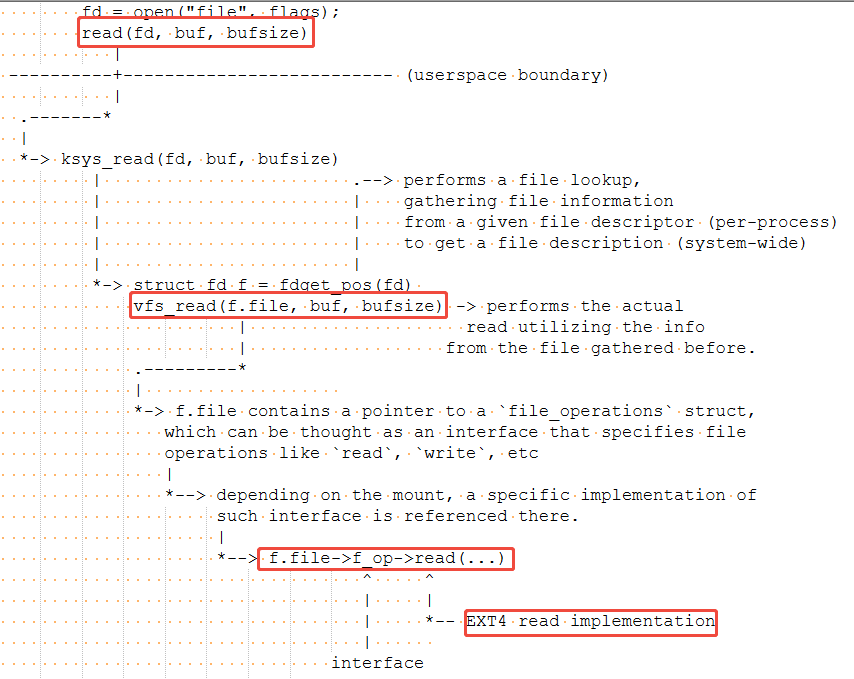 fd = open("file", flags);
read(fd, buf, bufsize)
|
----------+--------------------------- (userspace boundary)
|
.-------*
|
*-> ksys_read(fd, buf, bufsize)
| .--> performs a file lookup,
| | gathering file information
| | from a given file descriptor (per-process)
| | to get a file description (system-wide)
| |
*-> struct fd f = fdget_pos(fd)
vfs_read(f.file, buf, bufsize) -> performs the actual
| read utilizing the info
| from the file gathered before.
.---------*
|
*-> f.file contains a pointer to a `file_operations` struct,
which can be thought as an interface that specifies file
operations like `read`, `write`, etc
|
*--> depending on the mount, a specific implementation of
such interface is referenced there.
|
*--> f.file->f_op->read(...)
^ ^
| |
| *-- EXT4 read implementation
|
interface